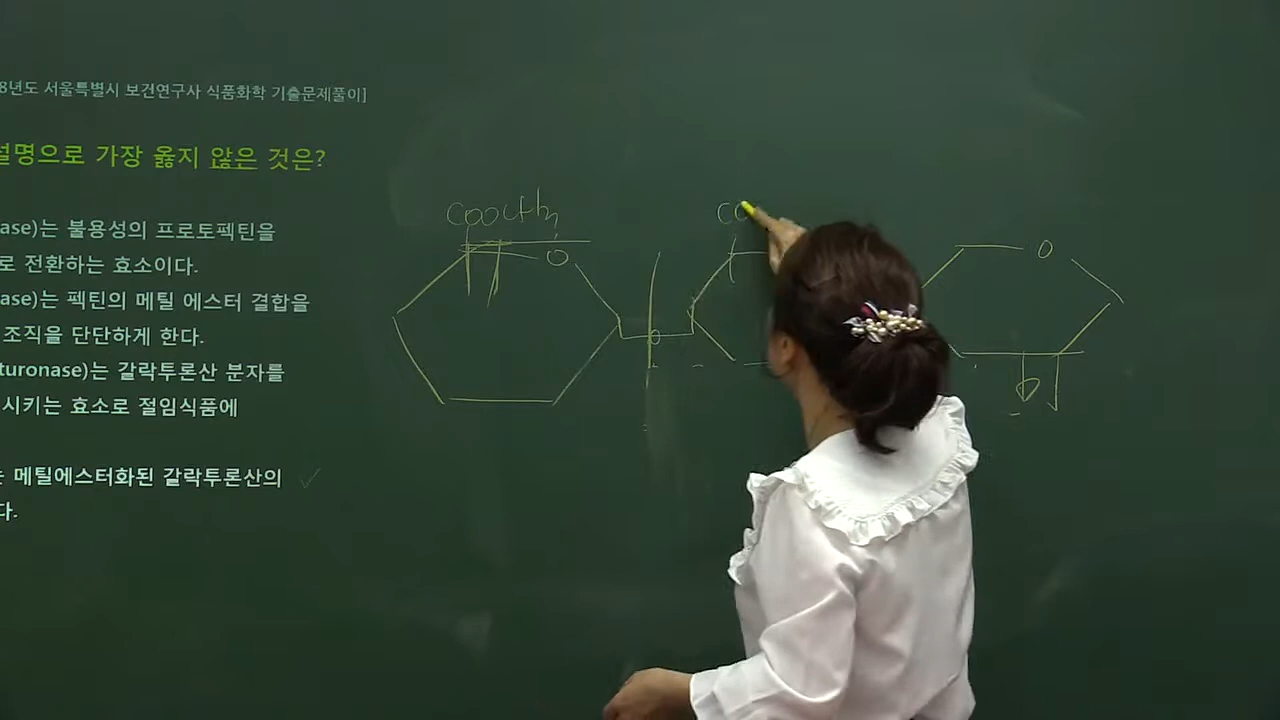 8년도 서울특별시 보건연구사 식품화학 기출문제풀이]
설명으로 가장 옳지 않은 것은?
ase)는 불용성의 프로토펙틴을
로 전환하는 효소이다.
ase)는 펙틴의 메틸 에스터 결합을
조직을 단단하게 한다.
turonase)는 갈락투론산 분자를
시키는 효소로 절임식품에
는 메틸에스터화된 갈락투론산의
다.
COOCH₃ CO
O O
O